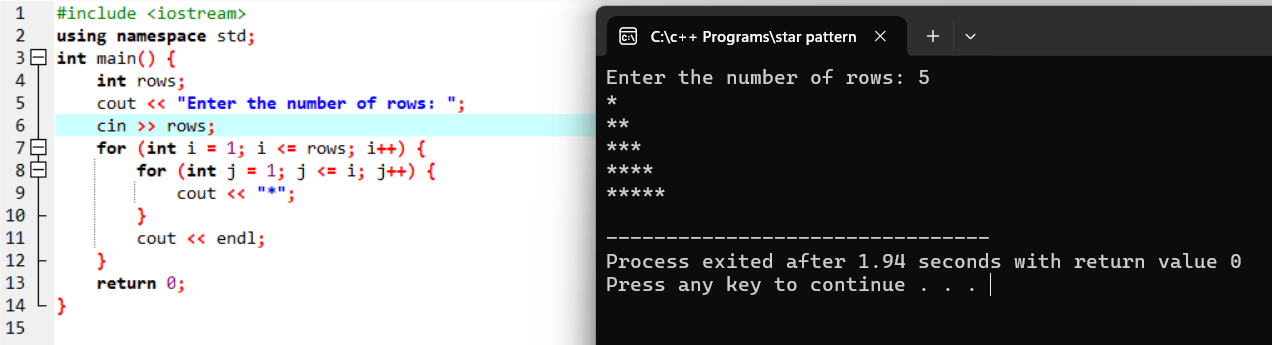 1 #include <iostream>
2 using namespace std;
3 int main() {
4     int rows;
5     cout << "Enter the number of rows: ";
6     cin >> rows;
7     for (int i = 1; i <= rows; i++) {
8         for (int j = 1; j <= i; j++) {
9             cout << "*";
10         }
11         cout << endl;
12     }
13     return 0;
14 }
15
C:\c++ Programs\star pattern
Enter the number of rows: 5
*
**
***
****
*****
--------------------------------
Process exited after 1.94 seconds with return value 0
Press any key to continue . . .